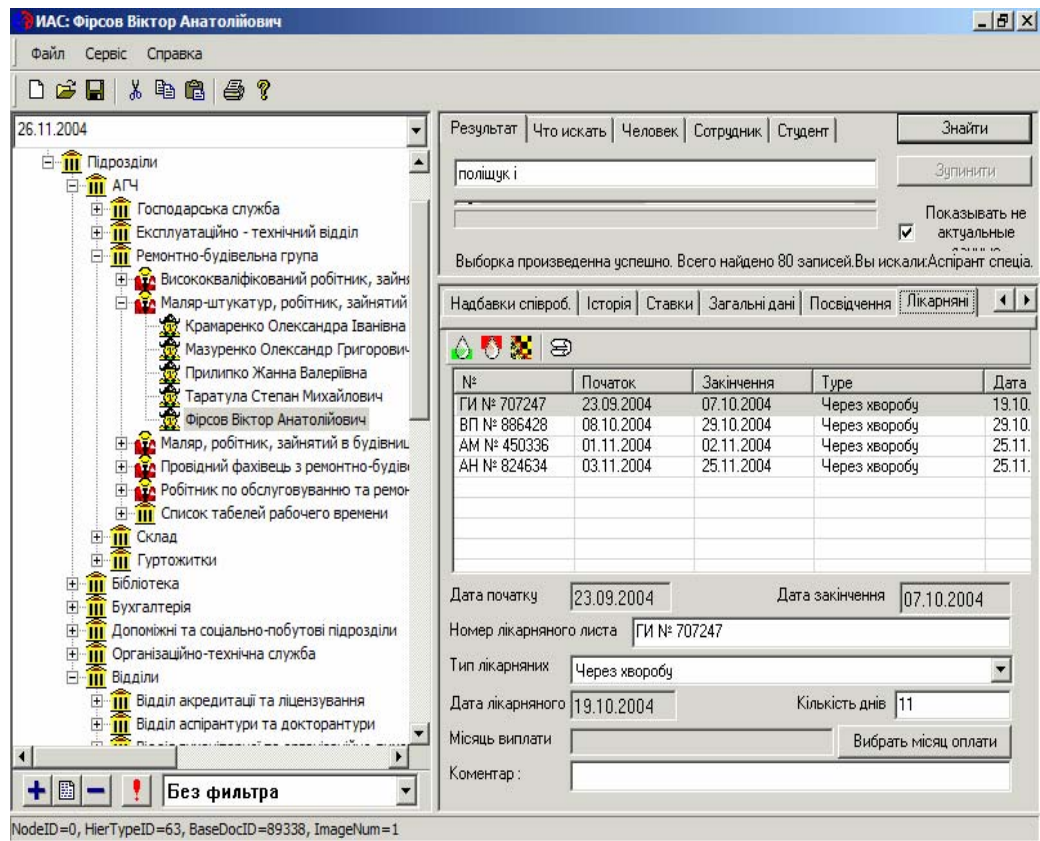 ИАС: Фірсов Віктор Анатолійович
Файл Сервіс Справка
26.11.2004
Підрозділи
АГЧ
Господарська служба
Експлуатаційно - технічний відділ
Ремонтно-будівельна група
Висококваліфікований робітник, зайня
Маляр-штукатур, робітник, зайнятий
Крамаренко Олександра Іванівна
Мазуренко Олександр Григорович
Прилипко Жанна Валеріївна
Таратула Степан Михайлович
Фірсов Віктор Анатолійович
Маляр, робітник, зайнятий в будівниц
Провідний фахівець з ремонтно-будіве
Робітник по обслуговуванню та ремон
Список табелей рабочего времени
Склад
Гуртожитки
Бібліотека
Бухгалтерія
Допоміжні та соціально-побутові підрозділи
Організаційно-технічна служба
Відділи
Відділ акредитації та ліцензування
Відділ аспірантури та докторантури
Без фильтра
Результат Что искать Человек Сотрудник Студент
Знайти
поліщук і
Зупинити
Показывать не
актуальные
Выборка произведенна успешно. Всего найдено 80 записей.Вы искали:Аспірант спеціа.
Надбавки співроб. Історія Ставки Загальні дані Посвідчення Лікарняні
№ Початок Закінчення Type Дата
ГИ № 707247 23.09.2004 07.10.2004 Через хворобу 19.10.
ВП № 886428 08.10.2004 29.10.2004 Через хворобу 29.10.
АМ № 450336 01.11.2004 02.11.2004 Через хворобу 25.11.
АН № 824634 03.11.2004 25.11.2004 Через хворобу 25.11.
Дата початку 23.09.2004 Дата закінчення 07.10.2004
Номер лікарняного листа ГИ № 707247
Тип лікарняних Через хворобу
Дата лікарняного 19.10.2004 Кількість днів 11
Місяць виплати Вибрать місяц оплати
Коментар :
NodeID=0, HierTypeID=63, BaseDocID=89338, ImageNum=1